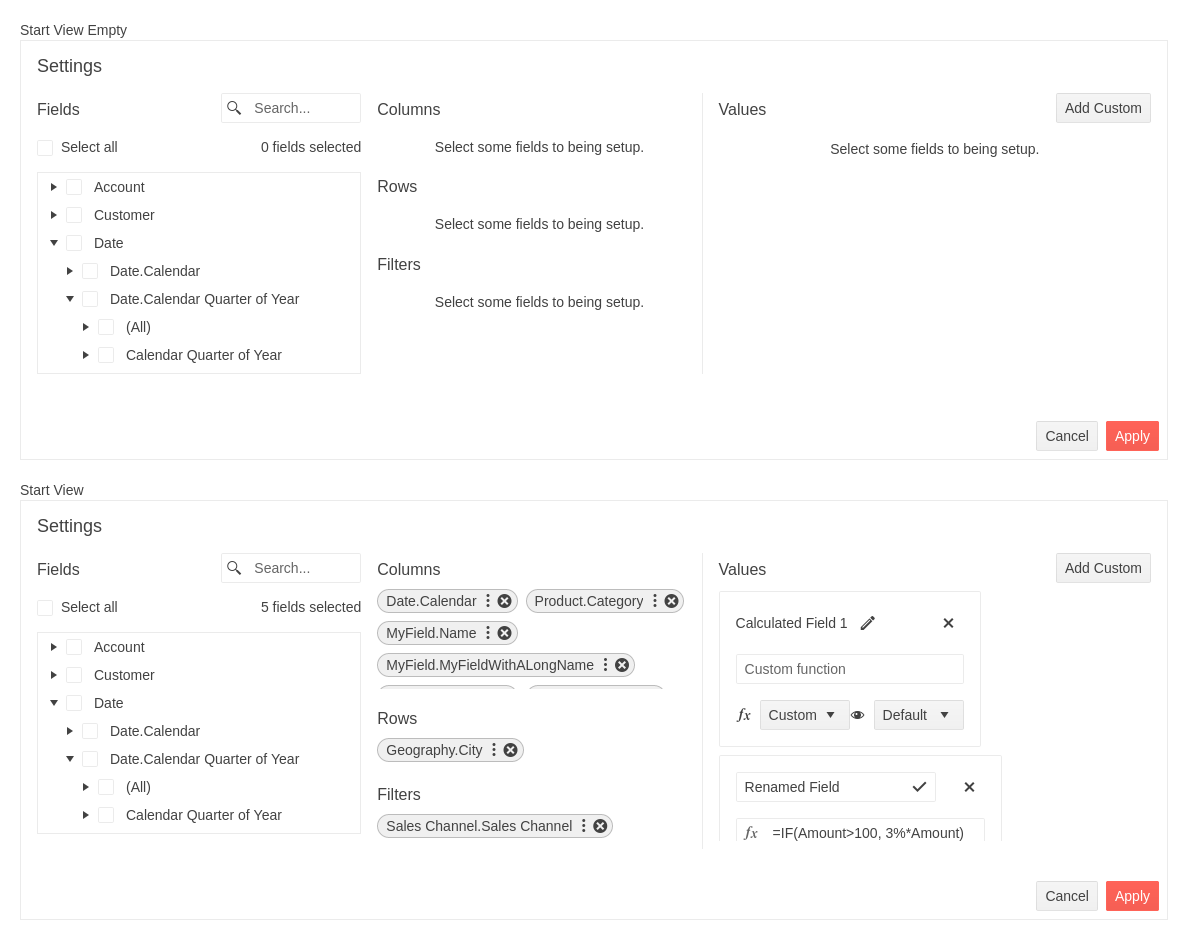 Start View Empty
Settings
Fields
Search...
Select all
0 fields selected
Account
Customer
Date
Date.Calendar
Date.Calendar Quarter of Year
(All)
Calendar Quarter of Year
Columns
Select some fields to being setup.
Rows
Select some fields to being setup.
Filters
Select some fields to being setup.
Values
Add Custom
Select some fields to being setup.
Cancel
Apply
Start View
Settings
Fields
Search...
Select all
5 fields selected
Account
Customer
Date
Date.Calendar
Date.Calendar Quarter of Year
(All)
Calendar Quarter of Year
Columns
Date.Calendar
Product.Category
MyField.Name
MyField.MyFieldWithALongName
Rows
Geography.City
Filters
Sales Channel.Sales Channel
Values
Add Custom
Calculated Field 1
Custom function
fx
Custom
Default
Renamed Field
fx
=IF(Amount>100, 3%*Amount)
Cancel
Apply